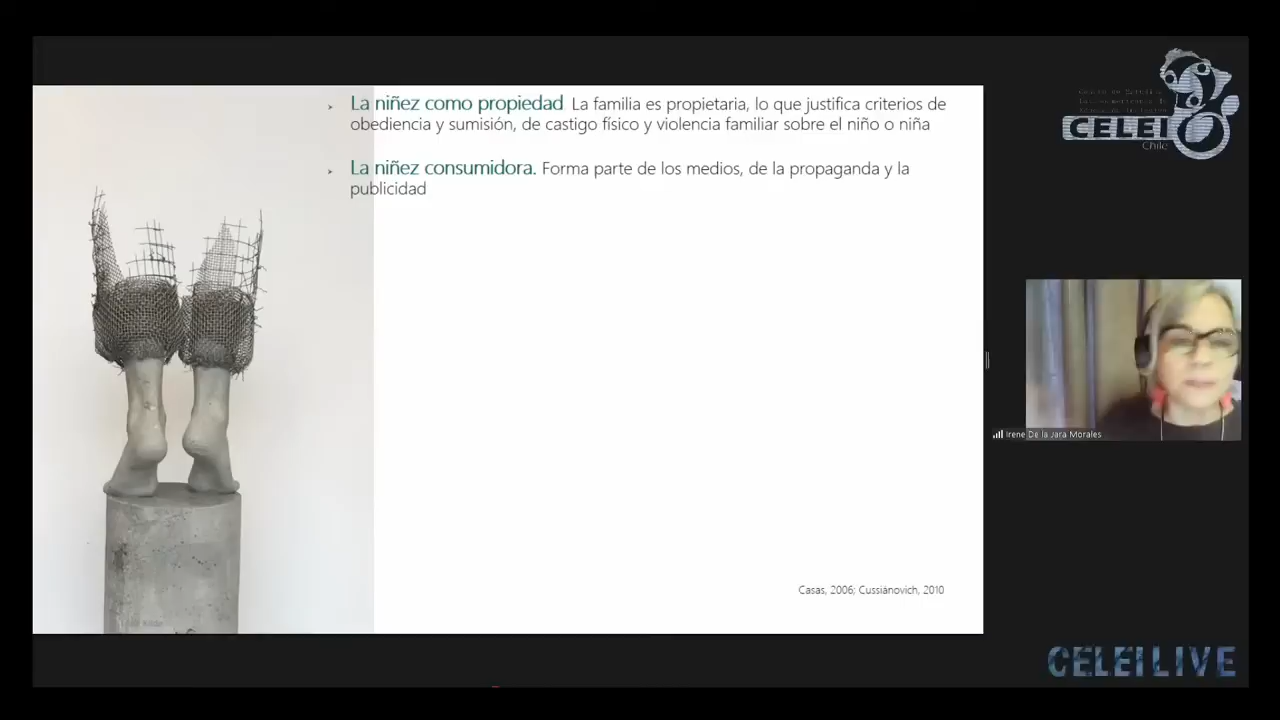 La niñez como propiedad La familia es propietaria, lo que justifica criterios de
obediencia y sumisión, de castigo físico y violencia familiar sobre el niño o niña
La niñez consumidora. Forma parte de los medios, de la propaganda y la
publicidad
Casas, 2006; Cussiánovich, 2010
CELEI
Chile
Irene De la Jara Morales
CELEI LIVE